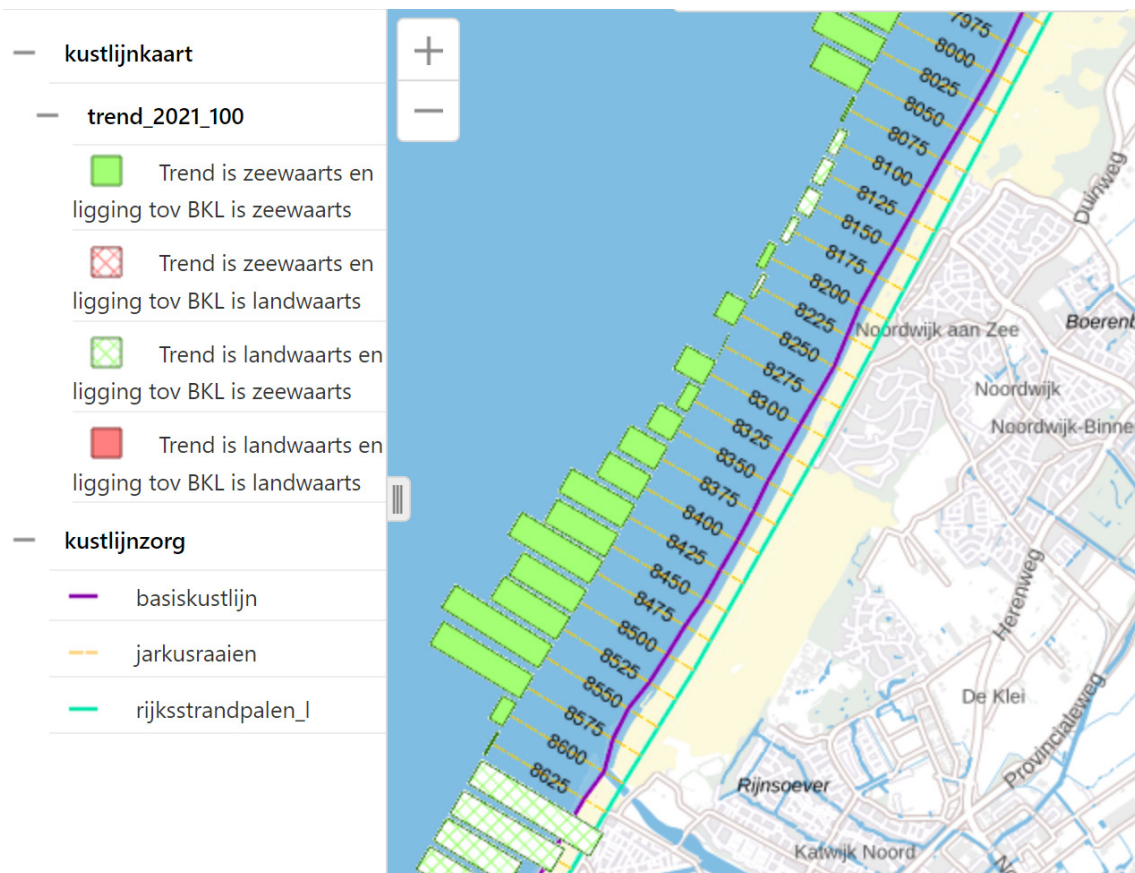 kustlijnkaart
trend_2021_100
Trend is zeewaarts en
ligging tov BKL is zeewaarts
Trend is zeewaarts en
ligging tov BKL is landwaarts
Trend is landwaarts en
ligging tov BKL is zeewaarts
Trend is landwaarts en
ligging tov BKL is landwaarts
kustlijnzorg
basiskustlijn
jarkusraaien
rijksstrandpalen_l
+
−
7975
8000
8025
8050
8075
8100
8125
8150
8175
8200
8225
8250
8275
8300
8325
8350
8375
8400
8425
8450
8475
8500
8525
8550
8575
8600
8625
Duinweg
Noordwijk aan Zee
Noordwijk
Noordwijk-Binne
Herenweg
De Klei
Provincialeweg
Rijnsoever
Katwijk Noord